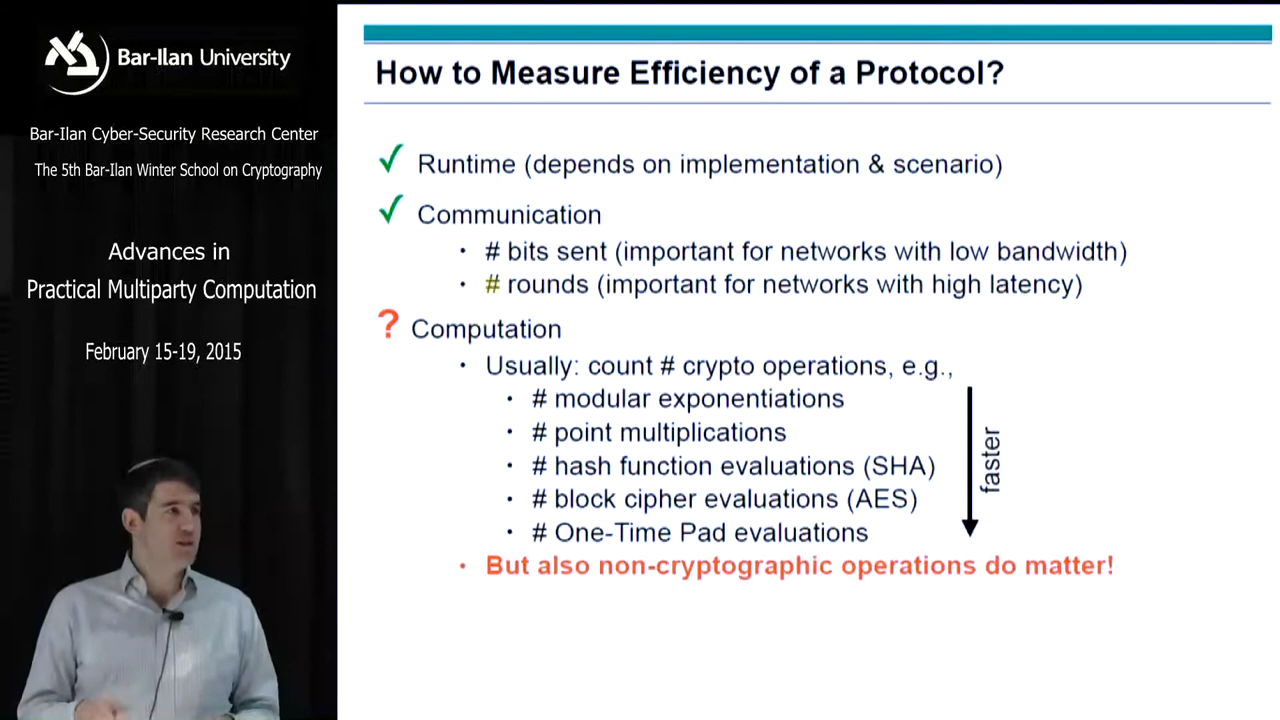 Bar-Ilan University
Bar-Ilan Cyber-Security Research Center
The 5th Bar-Ilan Winter School on Cryptography
Advances in
Practical Multiparty Computation
February 15-19, 2015
How to Measure Efficiency of a Protocol?
✓ Runtime (depends on implementation & scenario)
✓ Communication
• # bits sent (important for networks with low bandwidth)
• # rounds (important for networks with high latency)
? Computation
• Usually: count # crypto operations, e.g.,
• # modular exponentiations
• # point multiplications
• # hash function evaluations (SHA)
• # block cipher evaluations (AES)
• # One-Time Pad evaluations
faster
• But also non-cryptographic operations do matter!